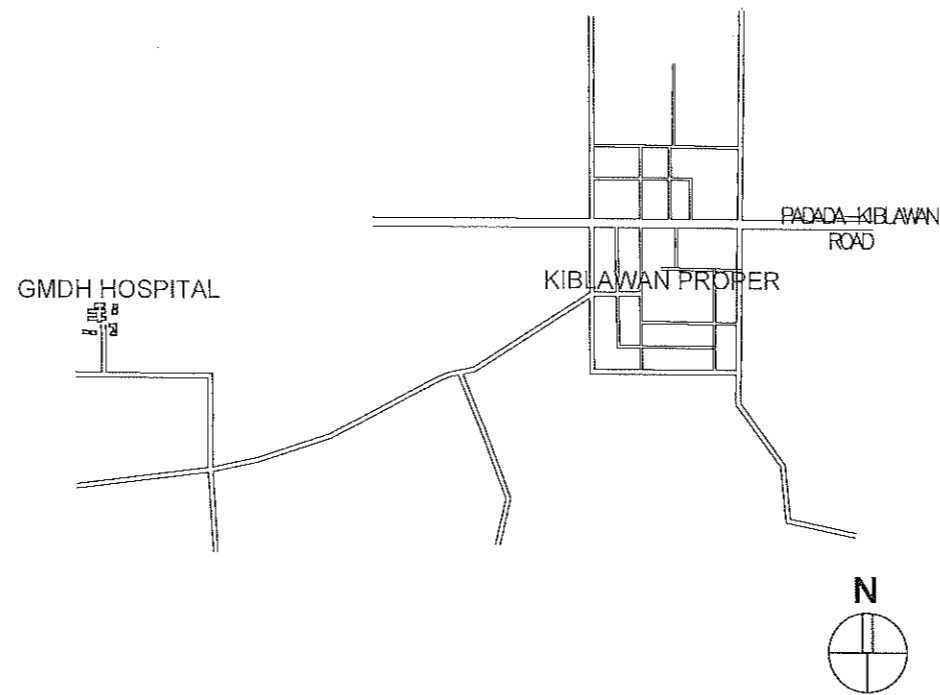 PADADA-KIBLAWAN
ROAD
KIBLAWAN PROPER
GMDH HOSPITAL
N